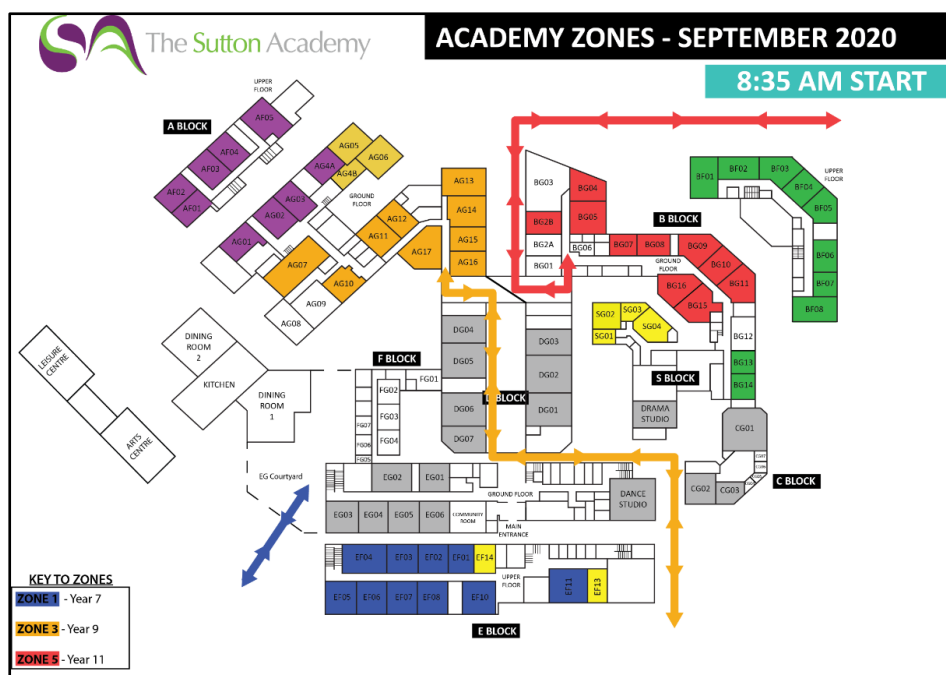 SA The Sutton Academy
ACADEMY ZONES - SEPTEMBER 2020
8:35 AM START
UPPER
FLOOR
A BLOCK
AF05
AF04
AF03
AF02
AF01
AG05
AG06
AG4A
AG4B
AG03
AG02
AG01
GROUND
FLOOR
AG13
AG14
AG12
AG11
AG15
AG17
AG16
AG07
AG10
AG09
AG08
BG03
BG04
BG2B
BG05
BG2A
BG06
BG01
B BLOCK
BG07
BG08
BG09
BG10
GROUND
FLOOR
BG11
BG16
BG15
BG12
BG13
BG14
BF01
BF02
BF03
UPPER
FLOOR
BF04
BF05
BF06
BF07
BF08
SG02
SG03
SG04
SG01
S BLOCK
DRAMA
STUDIO
DINING
ROOM
2
KITCHEN
DINING
ROOM
1
LEISURE
CENTRE
ARTS
CENTRE
F BLOCK
FG01
FG02
FG03
FG04
FG07
FG06
FG05
DG04
DG05
DG06
DG07
DG03
DG02
DG01
BLOCK
CG01
CG02
CG03
C BLOCK
EG Courtyard
EG02
EG01
GROUND FLOOR
EG03
EG04
EG05
EG06
COMMUNITY
ROOM
MAIN
ENTRANCE
DANCE
STUDIO
EF04
EF03
EF02
EF01
EF14
UPPER
FLOOR
EF11
EF13
EF05
EF06
EF07
EF08
EF10
E BLOCK
KEY TO ZONES
ZONE 1 - Year 7
ZONE 3 - Year 9
ZONE 5 - Year 11